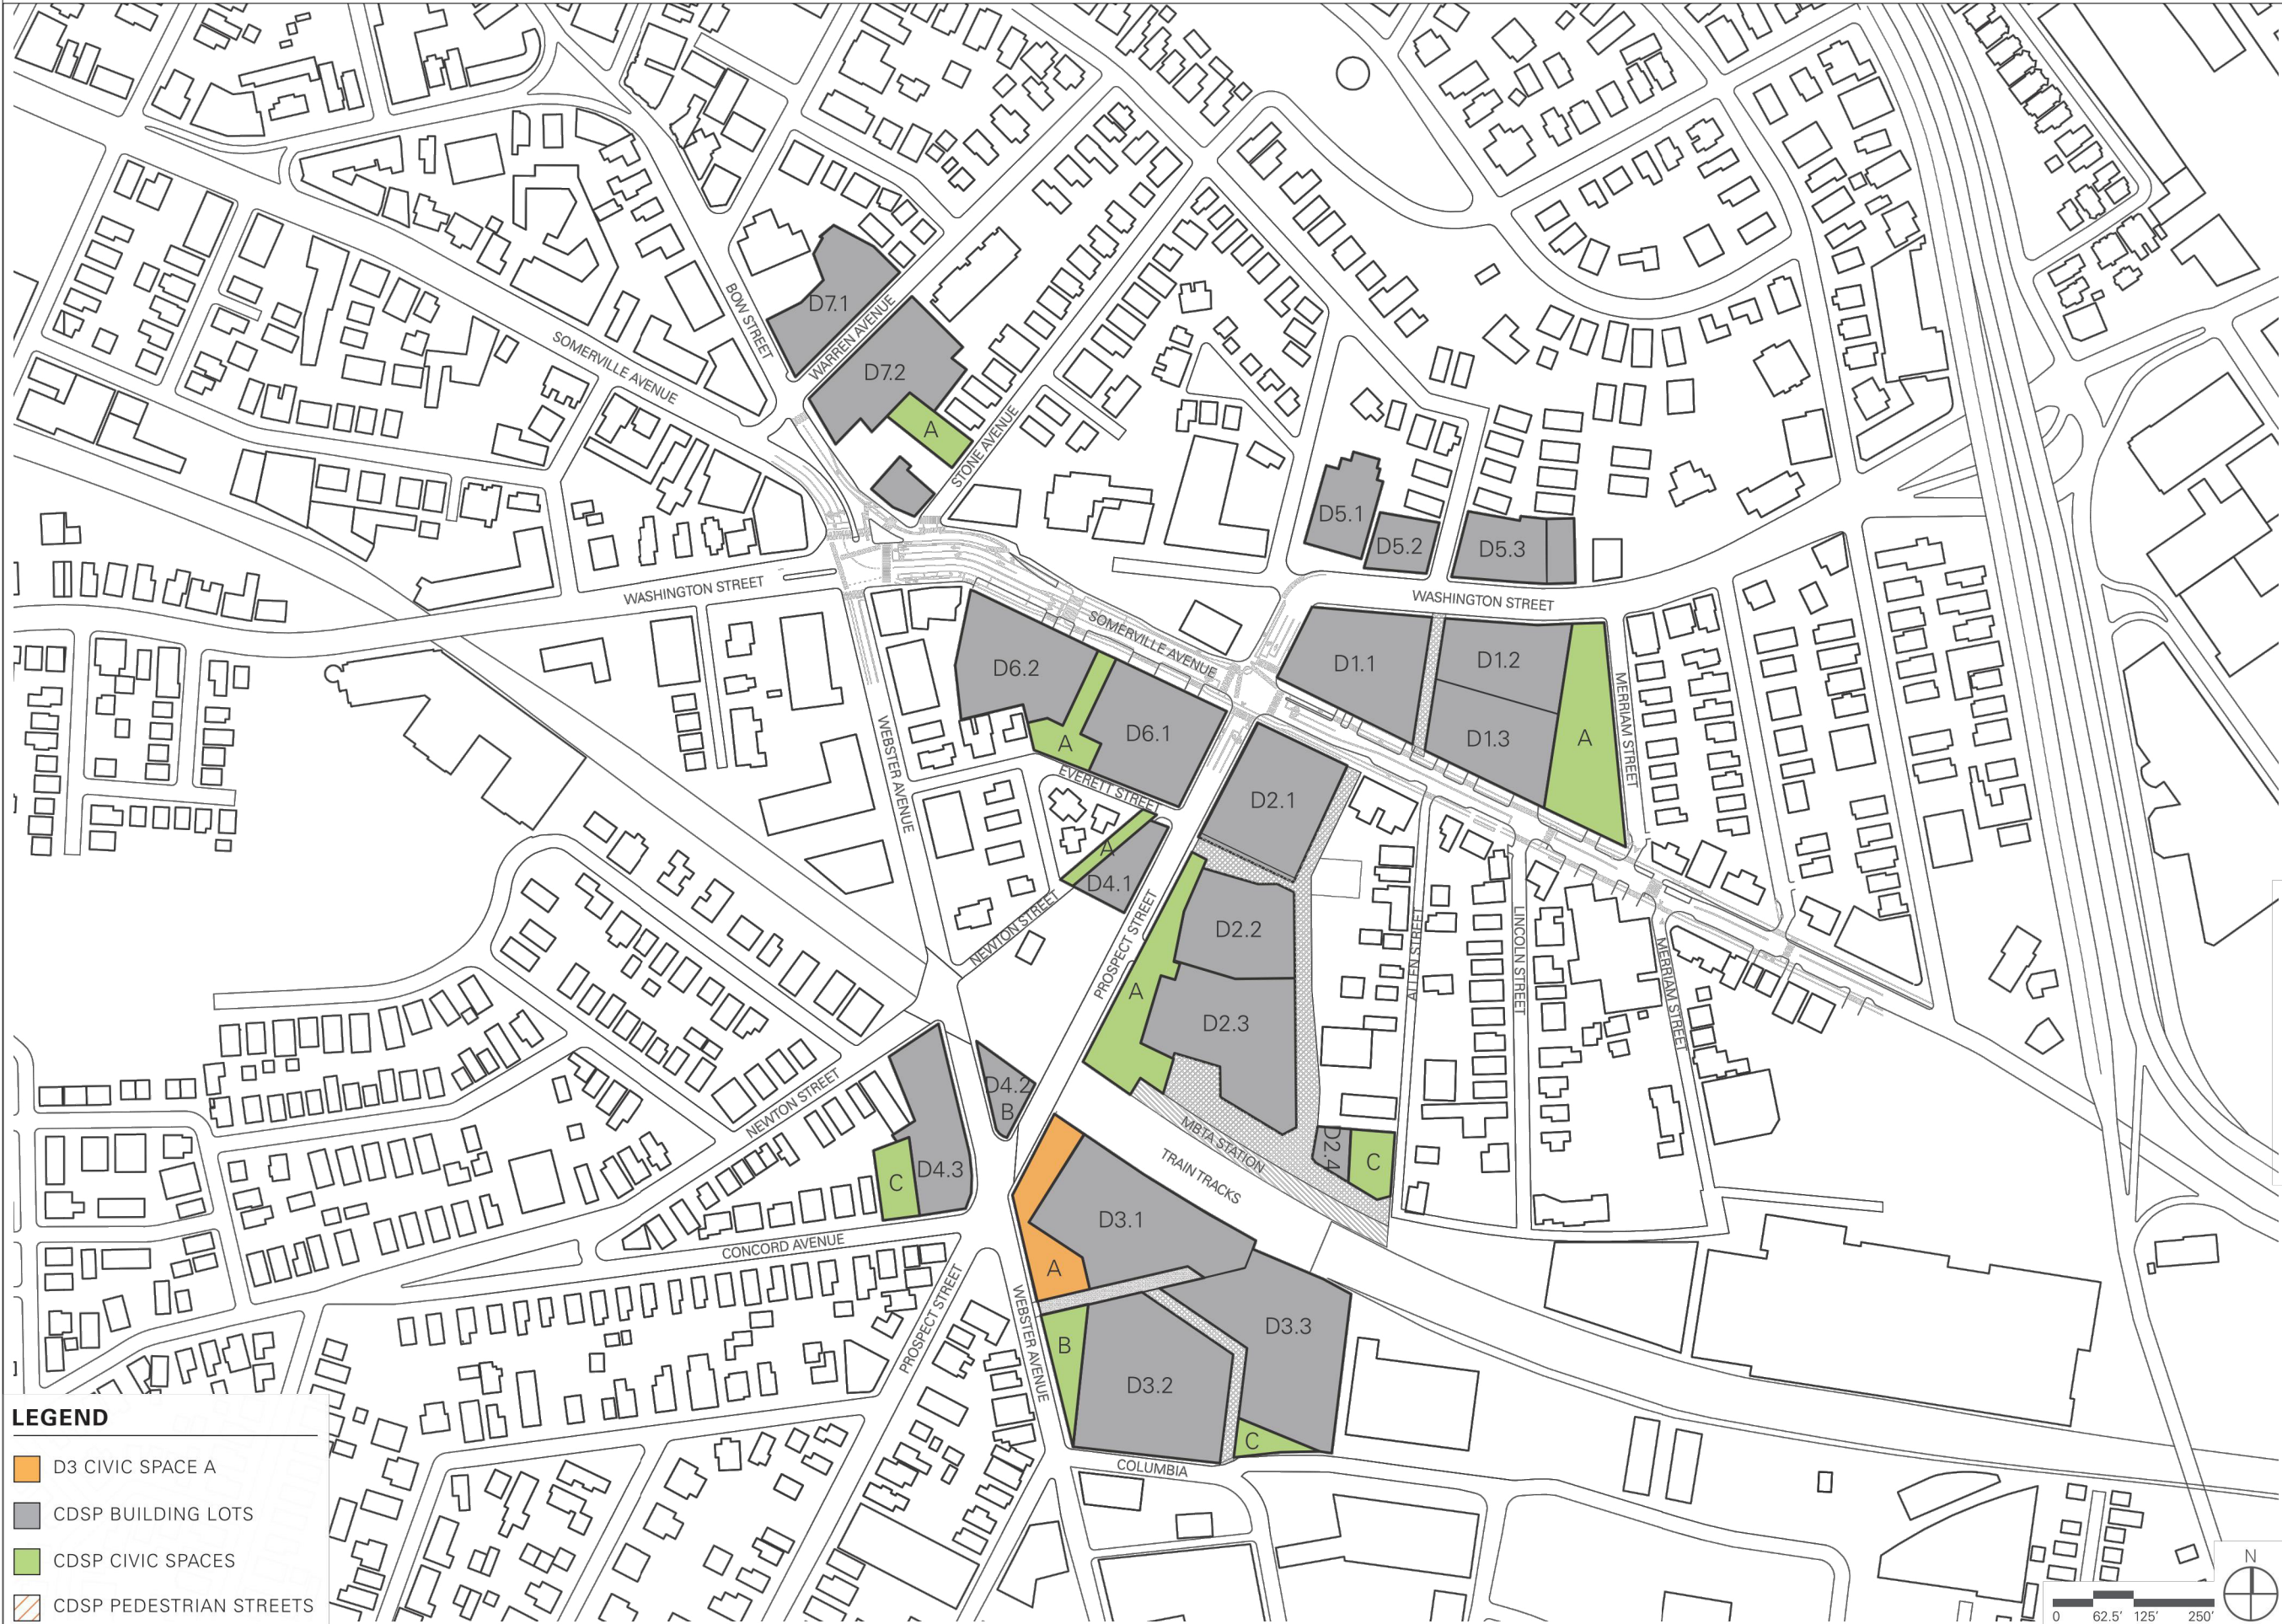 BOW STREET
D7.1
WARREN AVENUE
SOMERVILLE AVENUE
D7.2
A
STONE AVENUE
D5.1
D5.2
D5.3
WASHINGTON STREET
WASHINGTON STREET
SOMERVILLE AVENUE
D6.2
D1.1
D1.2
D6.1
A
D1.3
A
MERRIAM STREET
WEBSTER AVENUE
EVERETT STREET
D2.1
A
D4.1
NEWTON STREET
PROSPECT STREET
D2.2
ALLEN STREET
LINCOLN STREET
MERRIAM STREET
A
D2.3
D4.2
B
NEWTON STREET
MBTA STATION
D2.4
C
D4.3
C
TRAIN TRACKS
D3.1
CONCORD AVENUE
A
PROSPECT STREET
WEBSTER AVENUE
B
D3.3
D3.2
C
COLUMBIA
LEGEND
D3 CIVIC SPACE A
CDSP BUILDING LOTS
CDSP CIVIC SPACES
CDSP PEDESTRIAN STREETS
N
0 62.5' 125' 250'